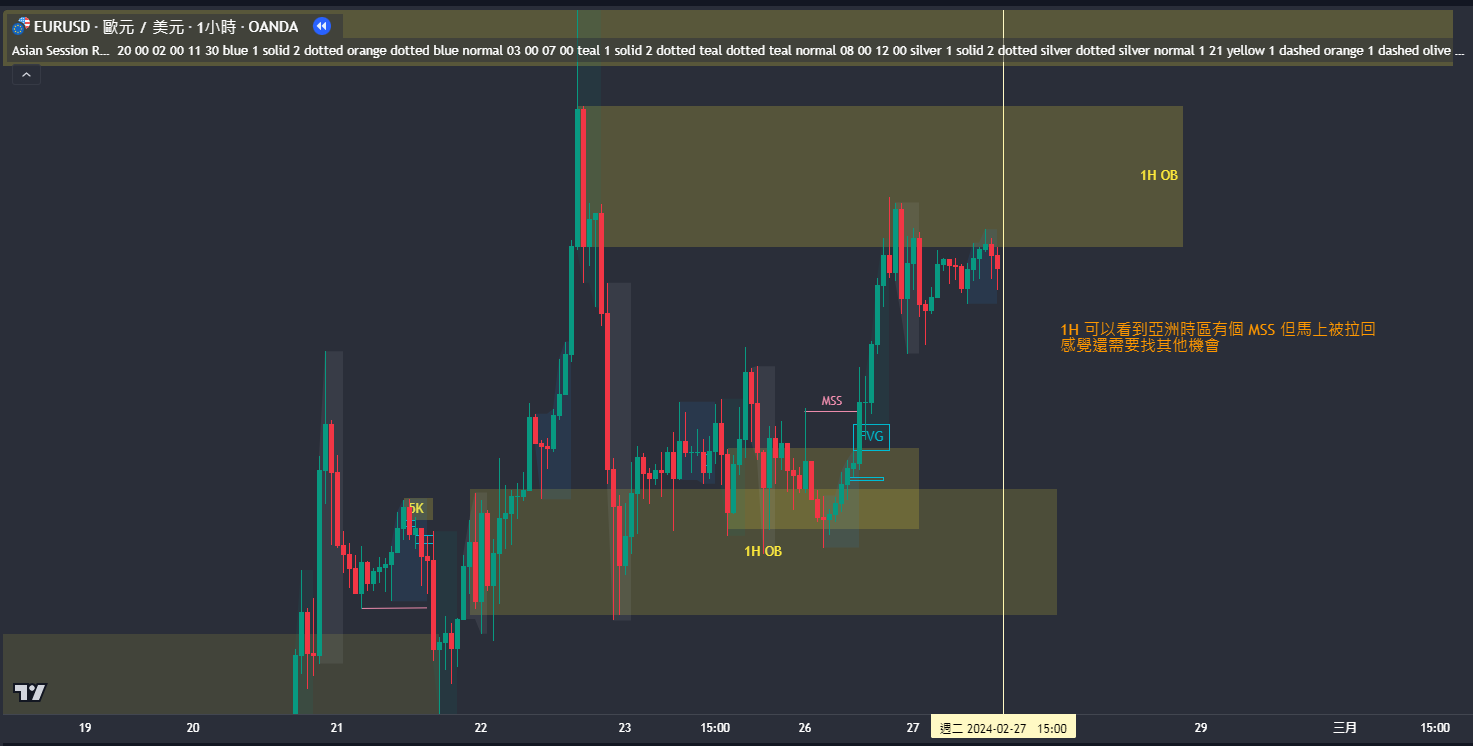 EURUSD · 歐元 / 美元 · 1小時 · OANDA
Asian Session R... 20 00 02 00 11 30 blue 1 solid 2 dotted orange dotted blue normal 03 00 07 00 teal 1 solid 2 dotted teal dotted teal normal 08 00 12 00 silver 1 solid 2 dotted silver dotted silver normal 1 21 yellow 1 dashed orange 1 dashed olive ...
1H OB
1H 可以看到亞洲時區有個 MSS 但馬上被拉回
感覺還需要找其他機會
MSS
FVG
5K
1H OB
19 20 21 22 23 15:00 26 27 週二 2024-02-27 15:00 29 三月 15:00